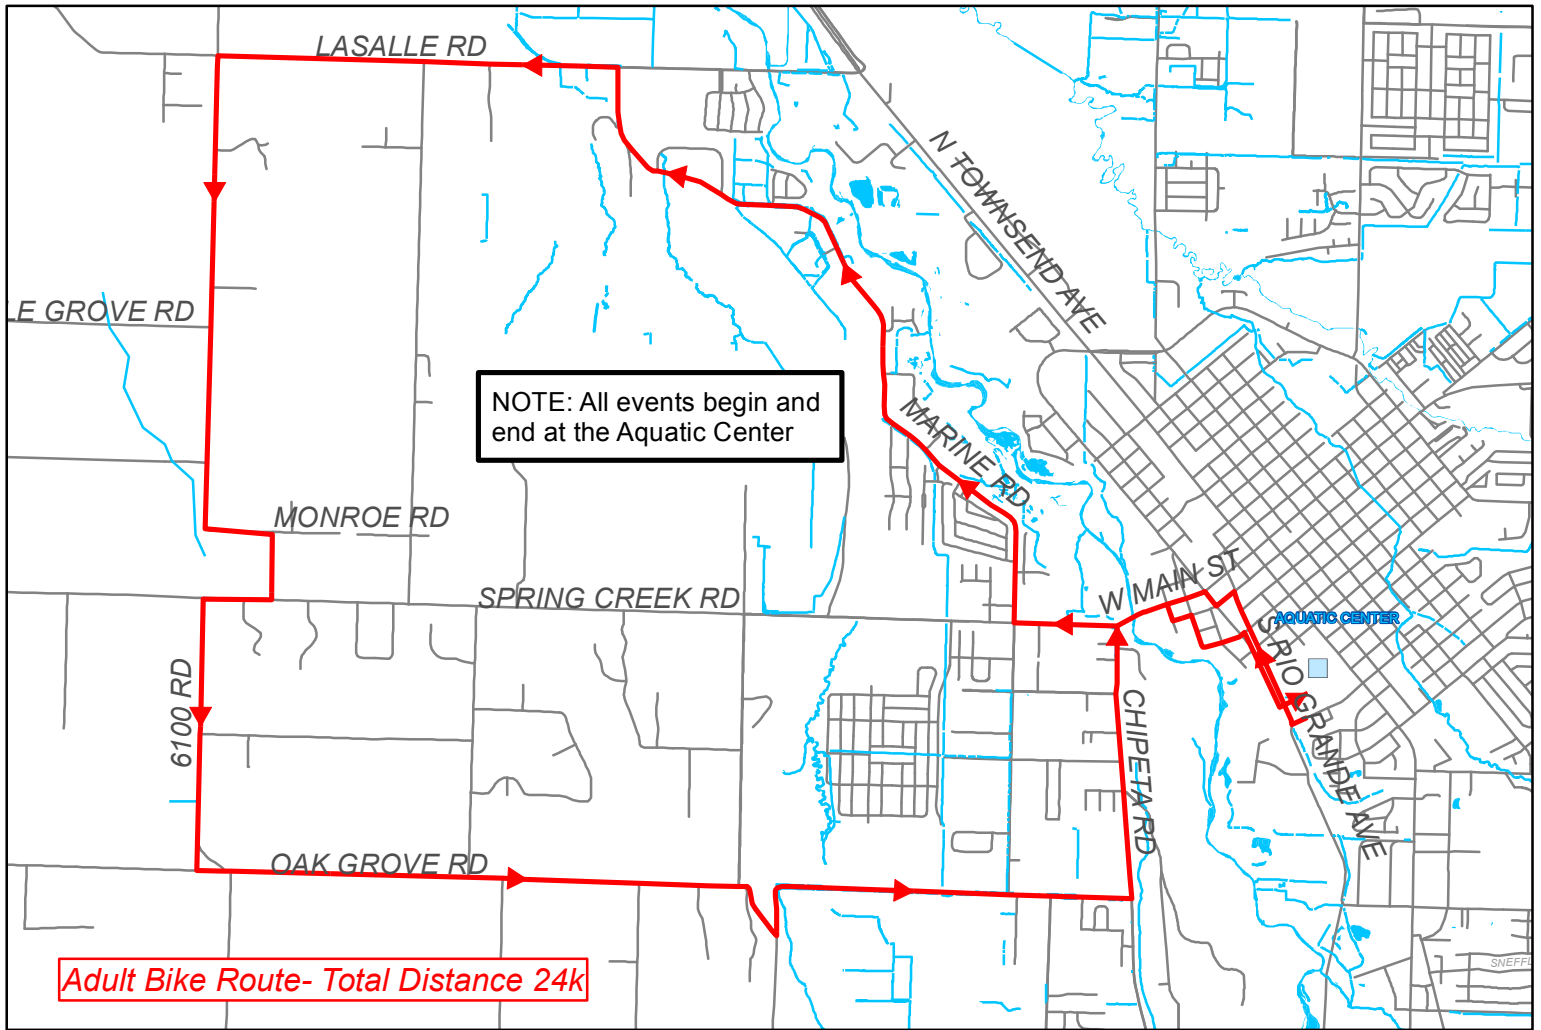 LASALLE RD
N TOWNSEND AVE
LE GROVE RD
NOTE: All events begin and
end at the Aquatic Center
MARINE RD
MONROE RD
W MAIN ST
SPRING CREEK RD
AQUATIC CENTER
S RIO GRANDE AVE
6100 RD
CHIPETA RD
OAK GROVE RD
SNEFFL
Adult Bike Route- Total Distance 24k